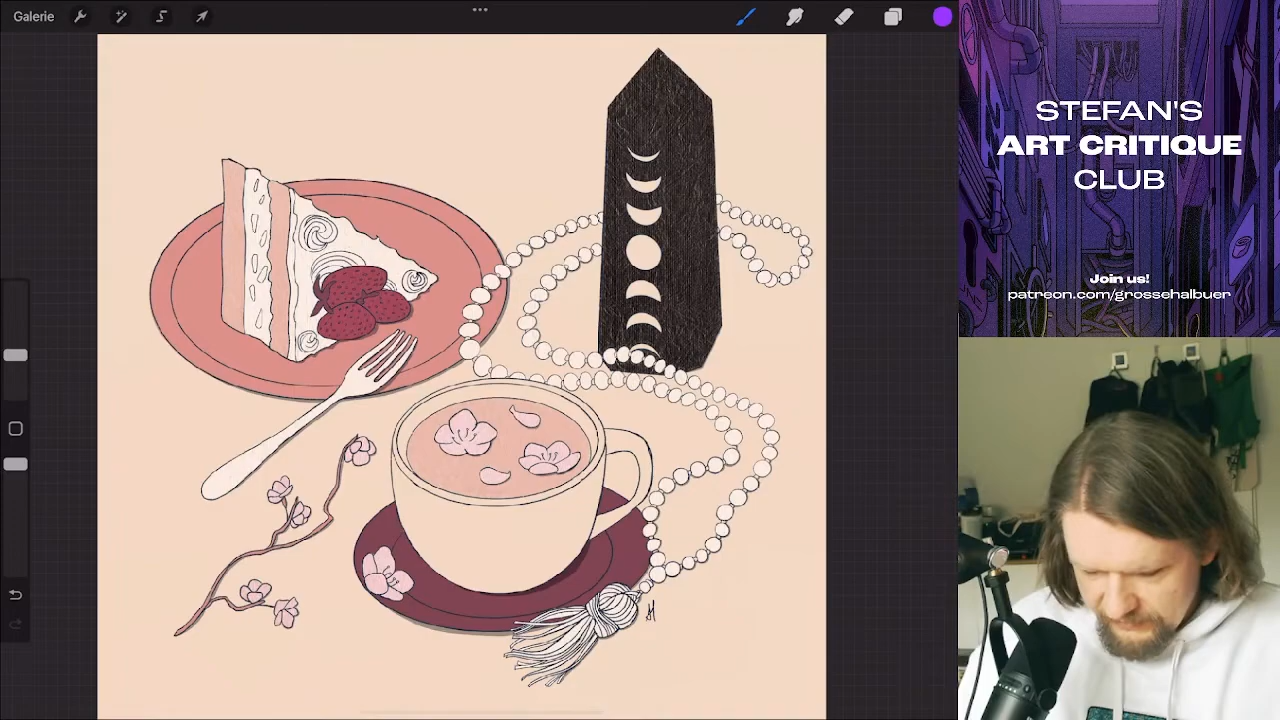 Galerie
STEFAN'S
ART CRITIQUE
CLUB
Join us!
patreon.com/grossehalbuer